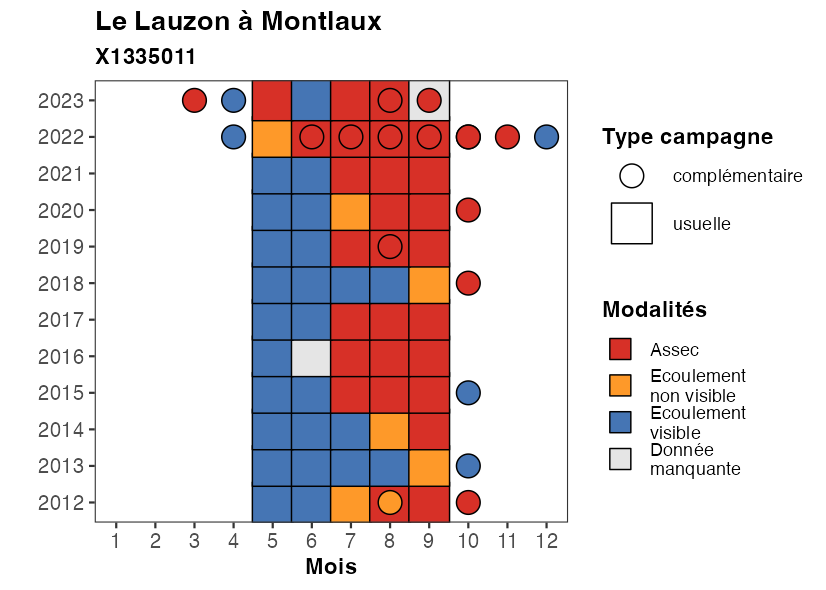 Le Lauzon à Montlaux
X1335011
2023
2022
2021
2020
2019
2018
2017
2016
2015
2014
2013
2012
1 2 3 4 5 6 7 8 9 10 11 12
Mois
Type campagne
complémentaire
usuelle
Modalités
Assec
Ecoulement
non visible
Ecoulement
visible
Donnée
manquante